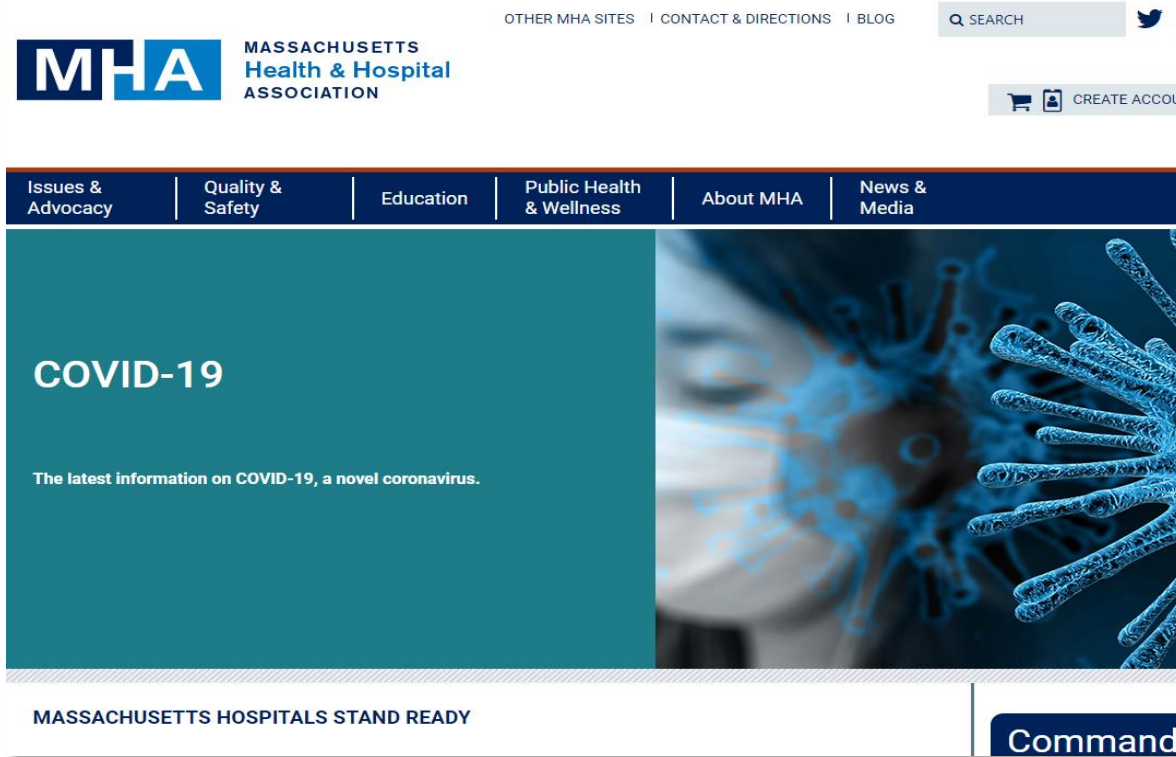 OTHER MHA SITES | CONTACT & DIRECTIONS | BLOG
SEARCH
MHA
MASSACHUSETTS
Health & Hospital
ASSOCIATION
CREATE ACCOU
Issues &
Advocacy
Quality &
Safety
Education
Public Health
& Wellness
About MHA
News &
Media
COVID-19
The latest information on COVID-19, a novel coronavirus.
MASSACHUSETTS HOSPITALS STAND READY
Command